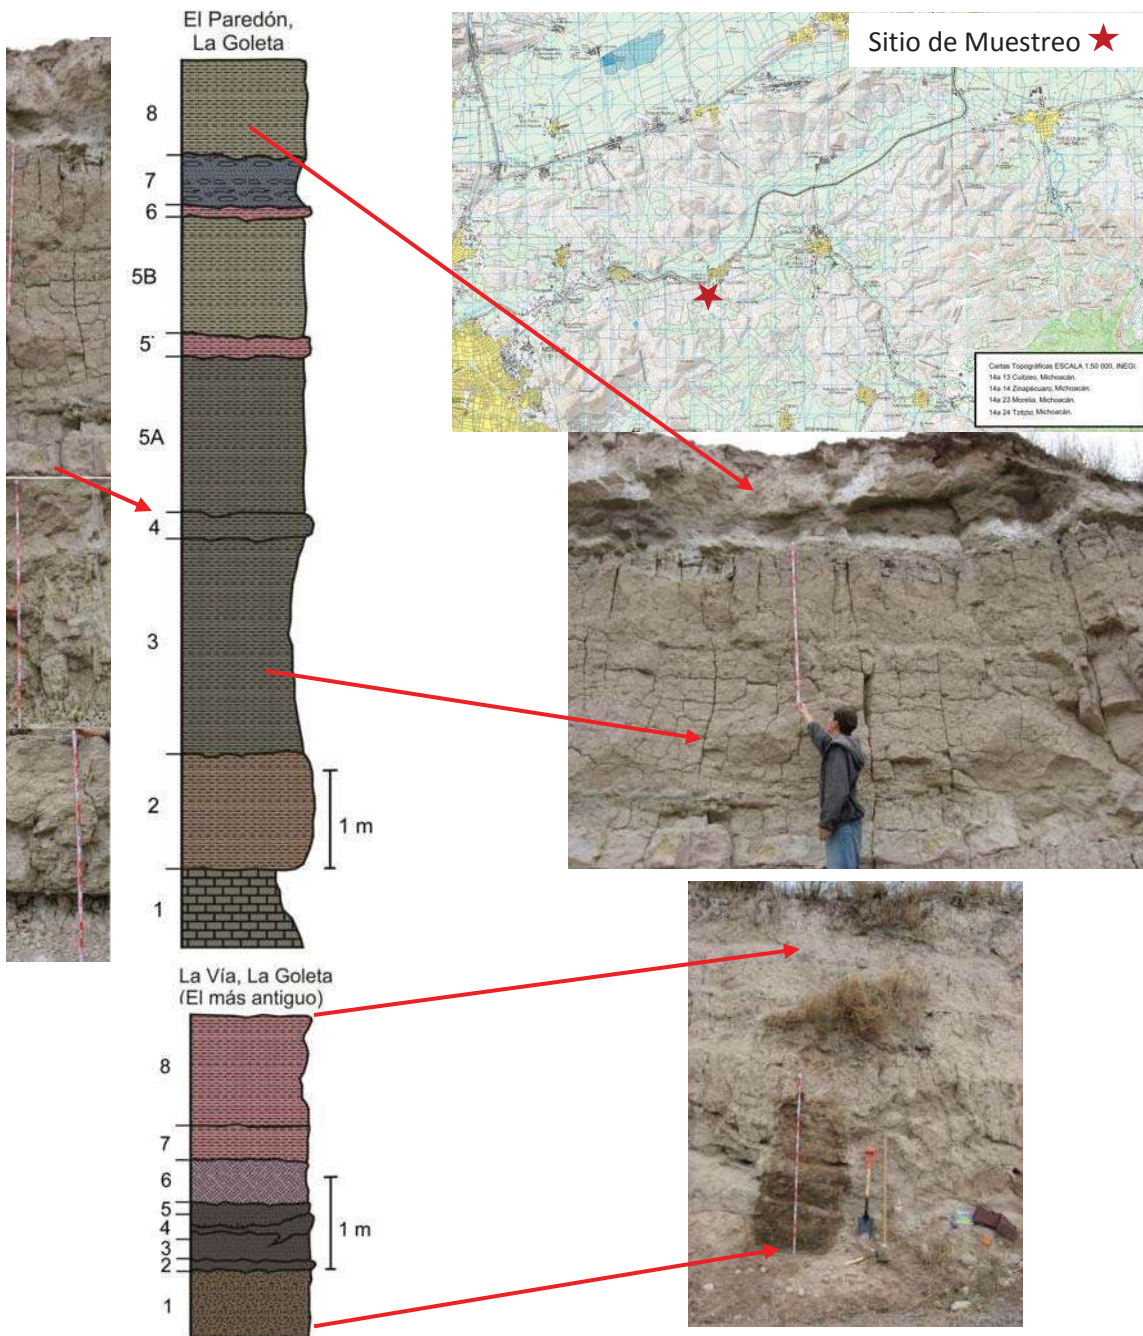 El Paredón,
La Goleta
8
7
6
5B
5'
5A
4
3
2
1 m
1
La Vía, La Goleta
(El más antiguo)
8
7
6
5
4
1 m
3
2
1
Sitio de Muestreo
Cartas Topográficas ESCALA 1:50 000, INEGI.
14a 13 Cuitzeo, Michoacán.
14a 14 Zinapécuaro, Michoacán.
14a 23 Morelia, Michoacán.
14a 24 Tzitzio, Michoacán.